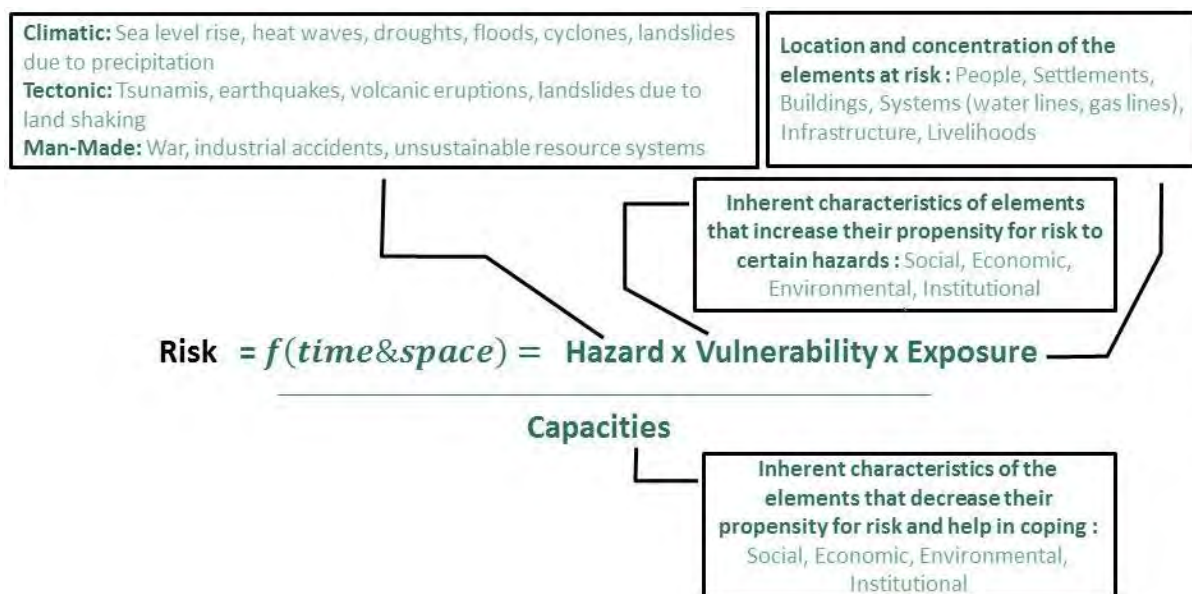 Climatic: Sea level rise, heat waves, droughts, floods, cyclones, landslides
due to precipitation
Tectonic: Tsunamis, earthquakes, volcanic eruptions, landslides due to
land shaking
Man-Made: War, industrial accidents, unsustainable resource systems
Location and concentration of the
elements at risk : People, Settlements,
Buildings, Systems (water lines, gas lines),
Infrastructure, Livelihoods
Inherent characteristics of elements
that increase their propensity for risk to
certain hazards : Social, Economic,
Environmental, Institutional
Risk = f(time&space) = Hazard x Vulnerability x Exposure
Capacities
Inherent characteristics of the
elements that decrease their
propensity for risk and help in coping :
Social, Economic, Environmental,
Institutional